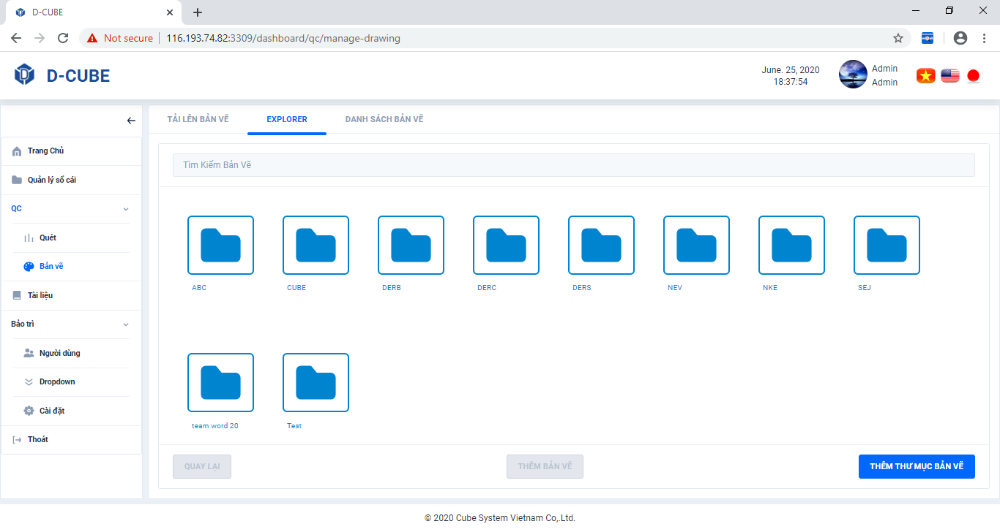 D-CUBE
Not secure
116.193.74.82:3309/dashboard/qc/manage-drawing
D-CUBE
June. 25, 2020
18:37:54
Admin
Admin
TẢI LÊN BẢN VẼ
EXPLORER
DANH SÁCH BẢN VẼ
Trang Chủ
Quản lý sổ cái
QC
Quét
Bản vẽ
Tài liệu
Bảo trì
Người dùng
Dropdown
Cài đặt
Thoát
Tìm Kiếm Bản Vẽ
ABC
CUBE
DERB
DERC
DERS
NEV
NKE
SEJ
team word 20
Test
QUAY LẠI
THÊM BẢN VẼ
THÊM THƯ MỤC BẢN VẼ
© 2020 Cube System Vietnam Co,.Ltd.